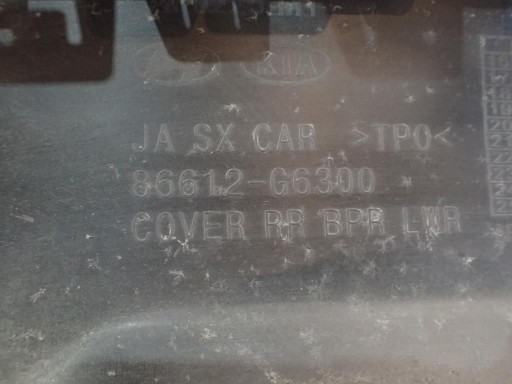 KIA
JA SX CAR >TPO<
86612-G6300
COVER RR BPR LWR